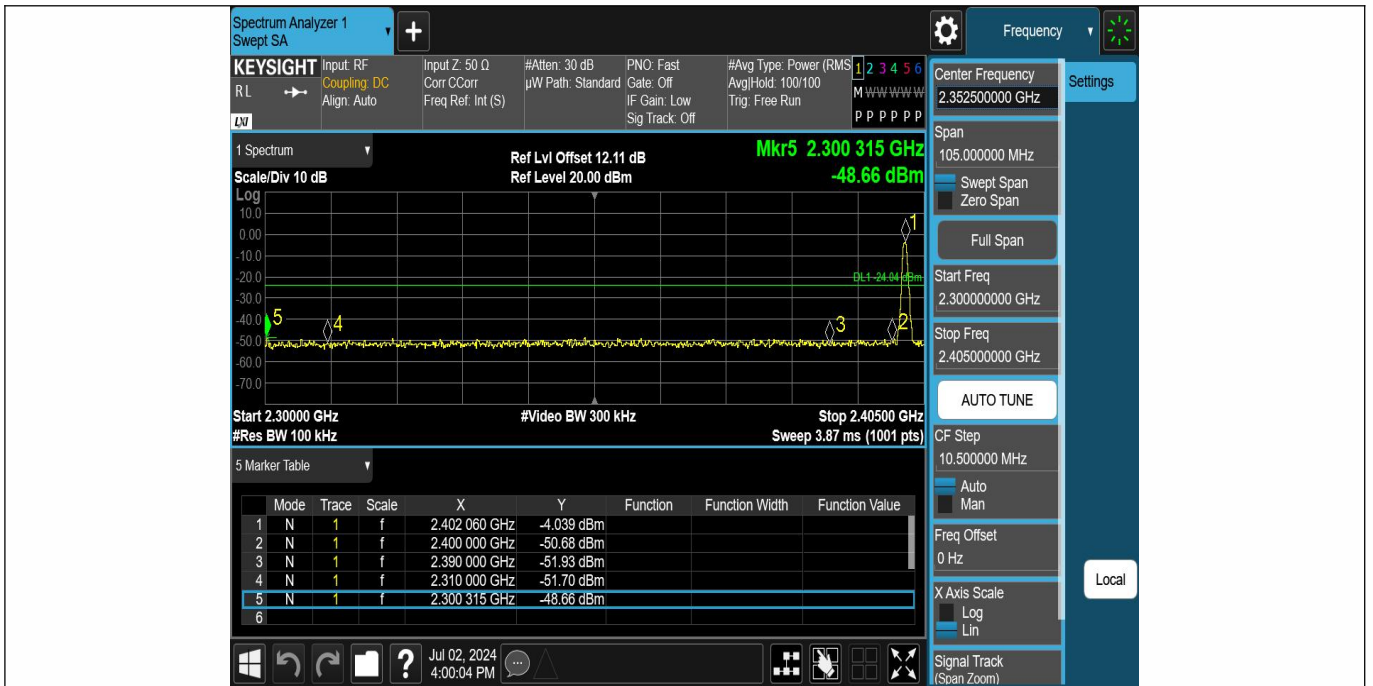 Spectrum Analyzer 1
Swept SA
+
Frequency
KEYSIGHT
RL
LXI
Input: RF
Coupling: DC
Align: Auto
Input Z: 50 Ω
Corr CCorr
Freq Ref: Int (S)
#Atten: 30 dB
µW Path: Standard
PNO: Fast
Gate: Off
IF Gain: Low
Sig Track: Off
#Avg Type: Power (RMS
Avg|Hold: 100/100
Trig: Free Run
1 2 3 4 5 6
M W W W W W
P P P P P P
1 Spectrum
Scale/Div 10 dB
Ref Lvl Offset 12.11 dB
Ref Level 20.00 dBm
Mkr5 2.300 315 GHz
-48.66 dBm
Log
10.0
0.00
-10.0
-20.0
-30.0
-40.0
-50.0
-60.0
-70.0
1
DL1 -24.04 dBm
5
4
3
2
Start 2.30000 GHz
#Video BW 300 kHz
Stop 2.40500 GHz
#Res BW 100 kHz
Sweep 3.87 ms (1001 pts)
5 Marker Table
Mode Trace Scale X Y Function Function Width Function Value
1 N 1 f 2.402 060 GHz -4.039 dBm
2 N 1 f 2.400 000 GHz -50.68 dBm
3 N 1 f 2.390 000 GHz -51.93 dBm
4 N 1 f 2.310 000 GHz -51.70 dBm
5 N 1 f 2.300 315 GHz -48.66 dBm
6
?
Jul 02, 2024
4:00:04 PM
Center Frequency
2.352500000 GHz
Settings
Span
105.000000 MHz
Swept Span
Zero Span
Full Span
Start Freq
2.300000000 GHz
Stop Freq
2.405000000 GHz
AUTO TUNE
CF Step
10.500000 MHz
Auto
Man
Freq Offset
0 Hz
Local
X Axis Scale
Log
Lin
Signal Track
(Span Zoom)